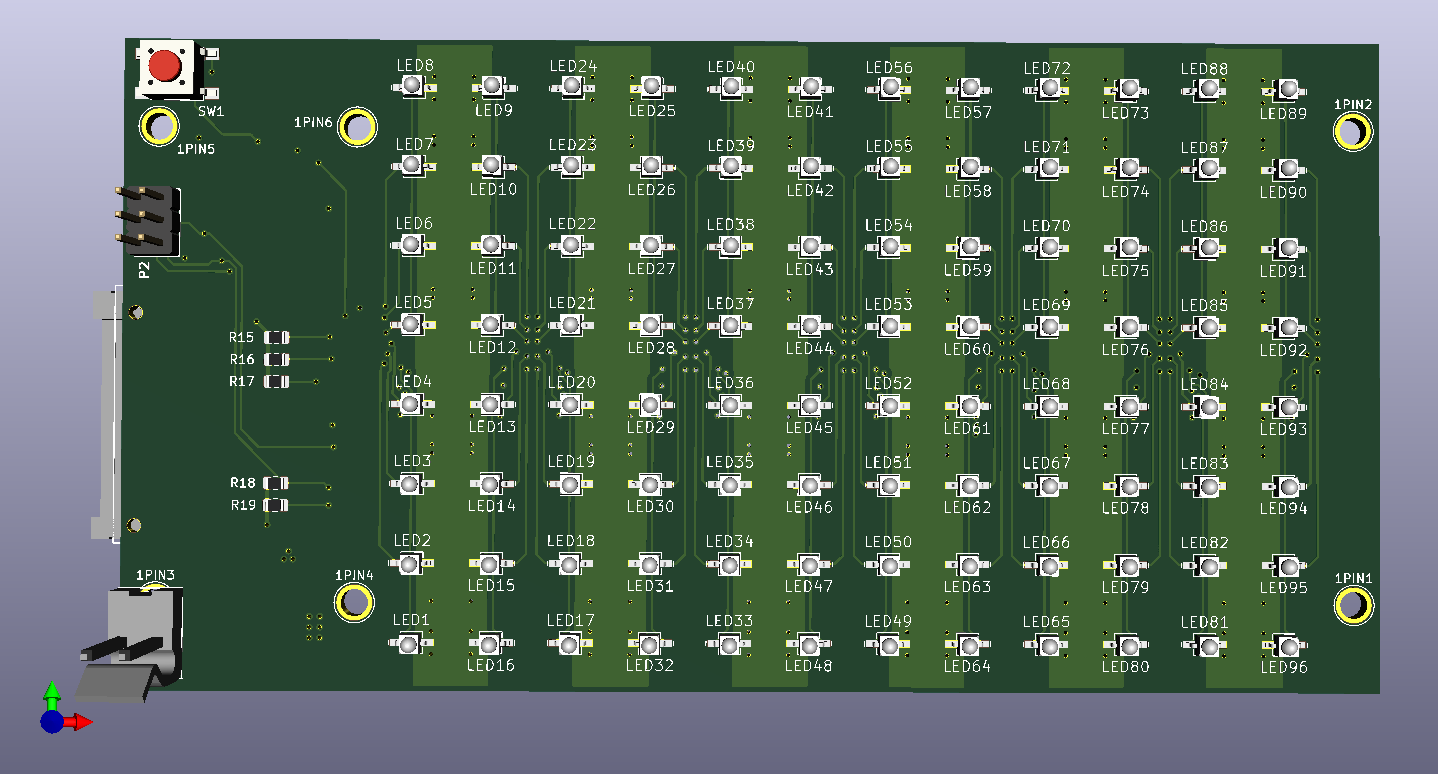 LED8 LED24 LED40 LED56 LED72 LED88
SW1 LED9 LED25 LED41 LED57 LED73 LED89
1PIN6 1PIN2
1PIN5 LED7 LED23 LED39 LED55 LED71 LED87
LED10 LED26 LED42 LED58 LED74 LED90
LED6 LED22 LED38 LED54 LED70 LED86
P2 LED11 LED27 LED43 LED59 LED75 LED91
LED5 LED21 LED37 LED53 LED69 LED85
R15 LED12 LED28 LED44 LED60 LED76 LED92
R16
R17 LED4 LED20 LED36 LED52 LED68 LED84
LED13 LED29 LED45 LED61 LED77 LED93
LED3 LED19 LED35 LED51 LED67 LED83
R18
R19 LED14 LED30 LED46 LED62 LED78 LED94
LED2 LED18 LED34 LED50 LED66 LED82
1PIN3 1PIN4 1PIN1
LED15 LED31 LED47 LED63 LED79 LED95
LED1 LED17 LED33 LED49 LED65 LED81
LED16 LED32 LED48 LED64 LED80 LED96